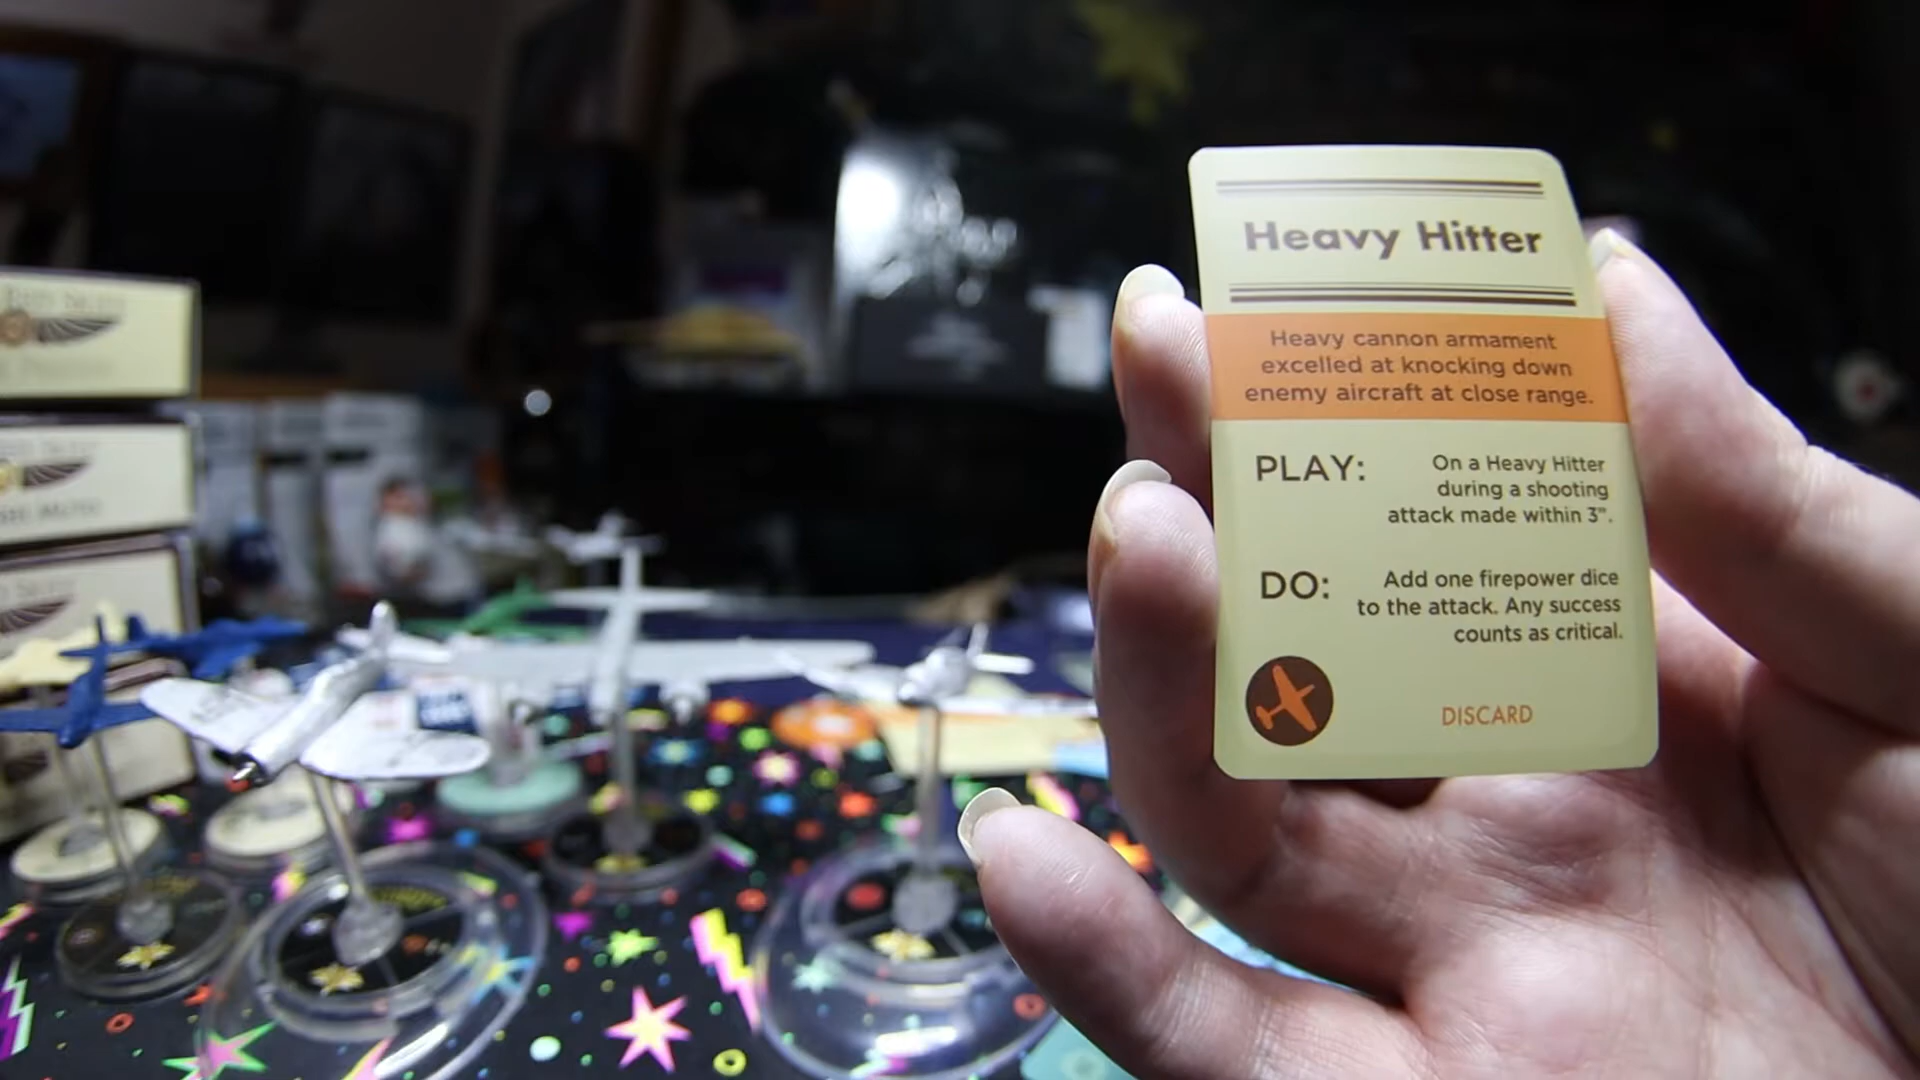 Heavy Hitter
Heavy cannon armament
excelled at knocking down
enemy aircraft at close range.
PLAY:
On a Heavy Hitter
during a shooting
attack made within 3".
DO:
Add one firepower dice
to the attack. Any success
counts as critical.
DISCARD